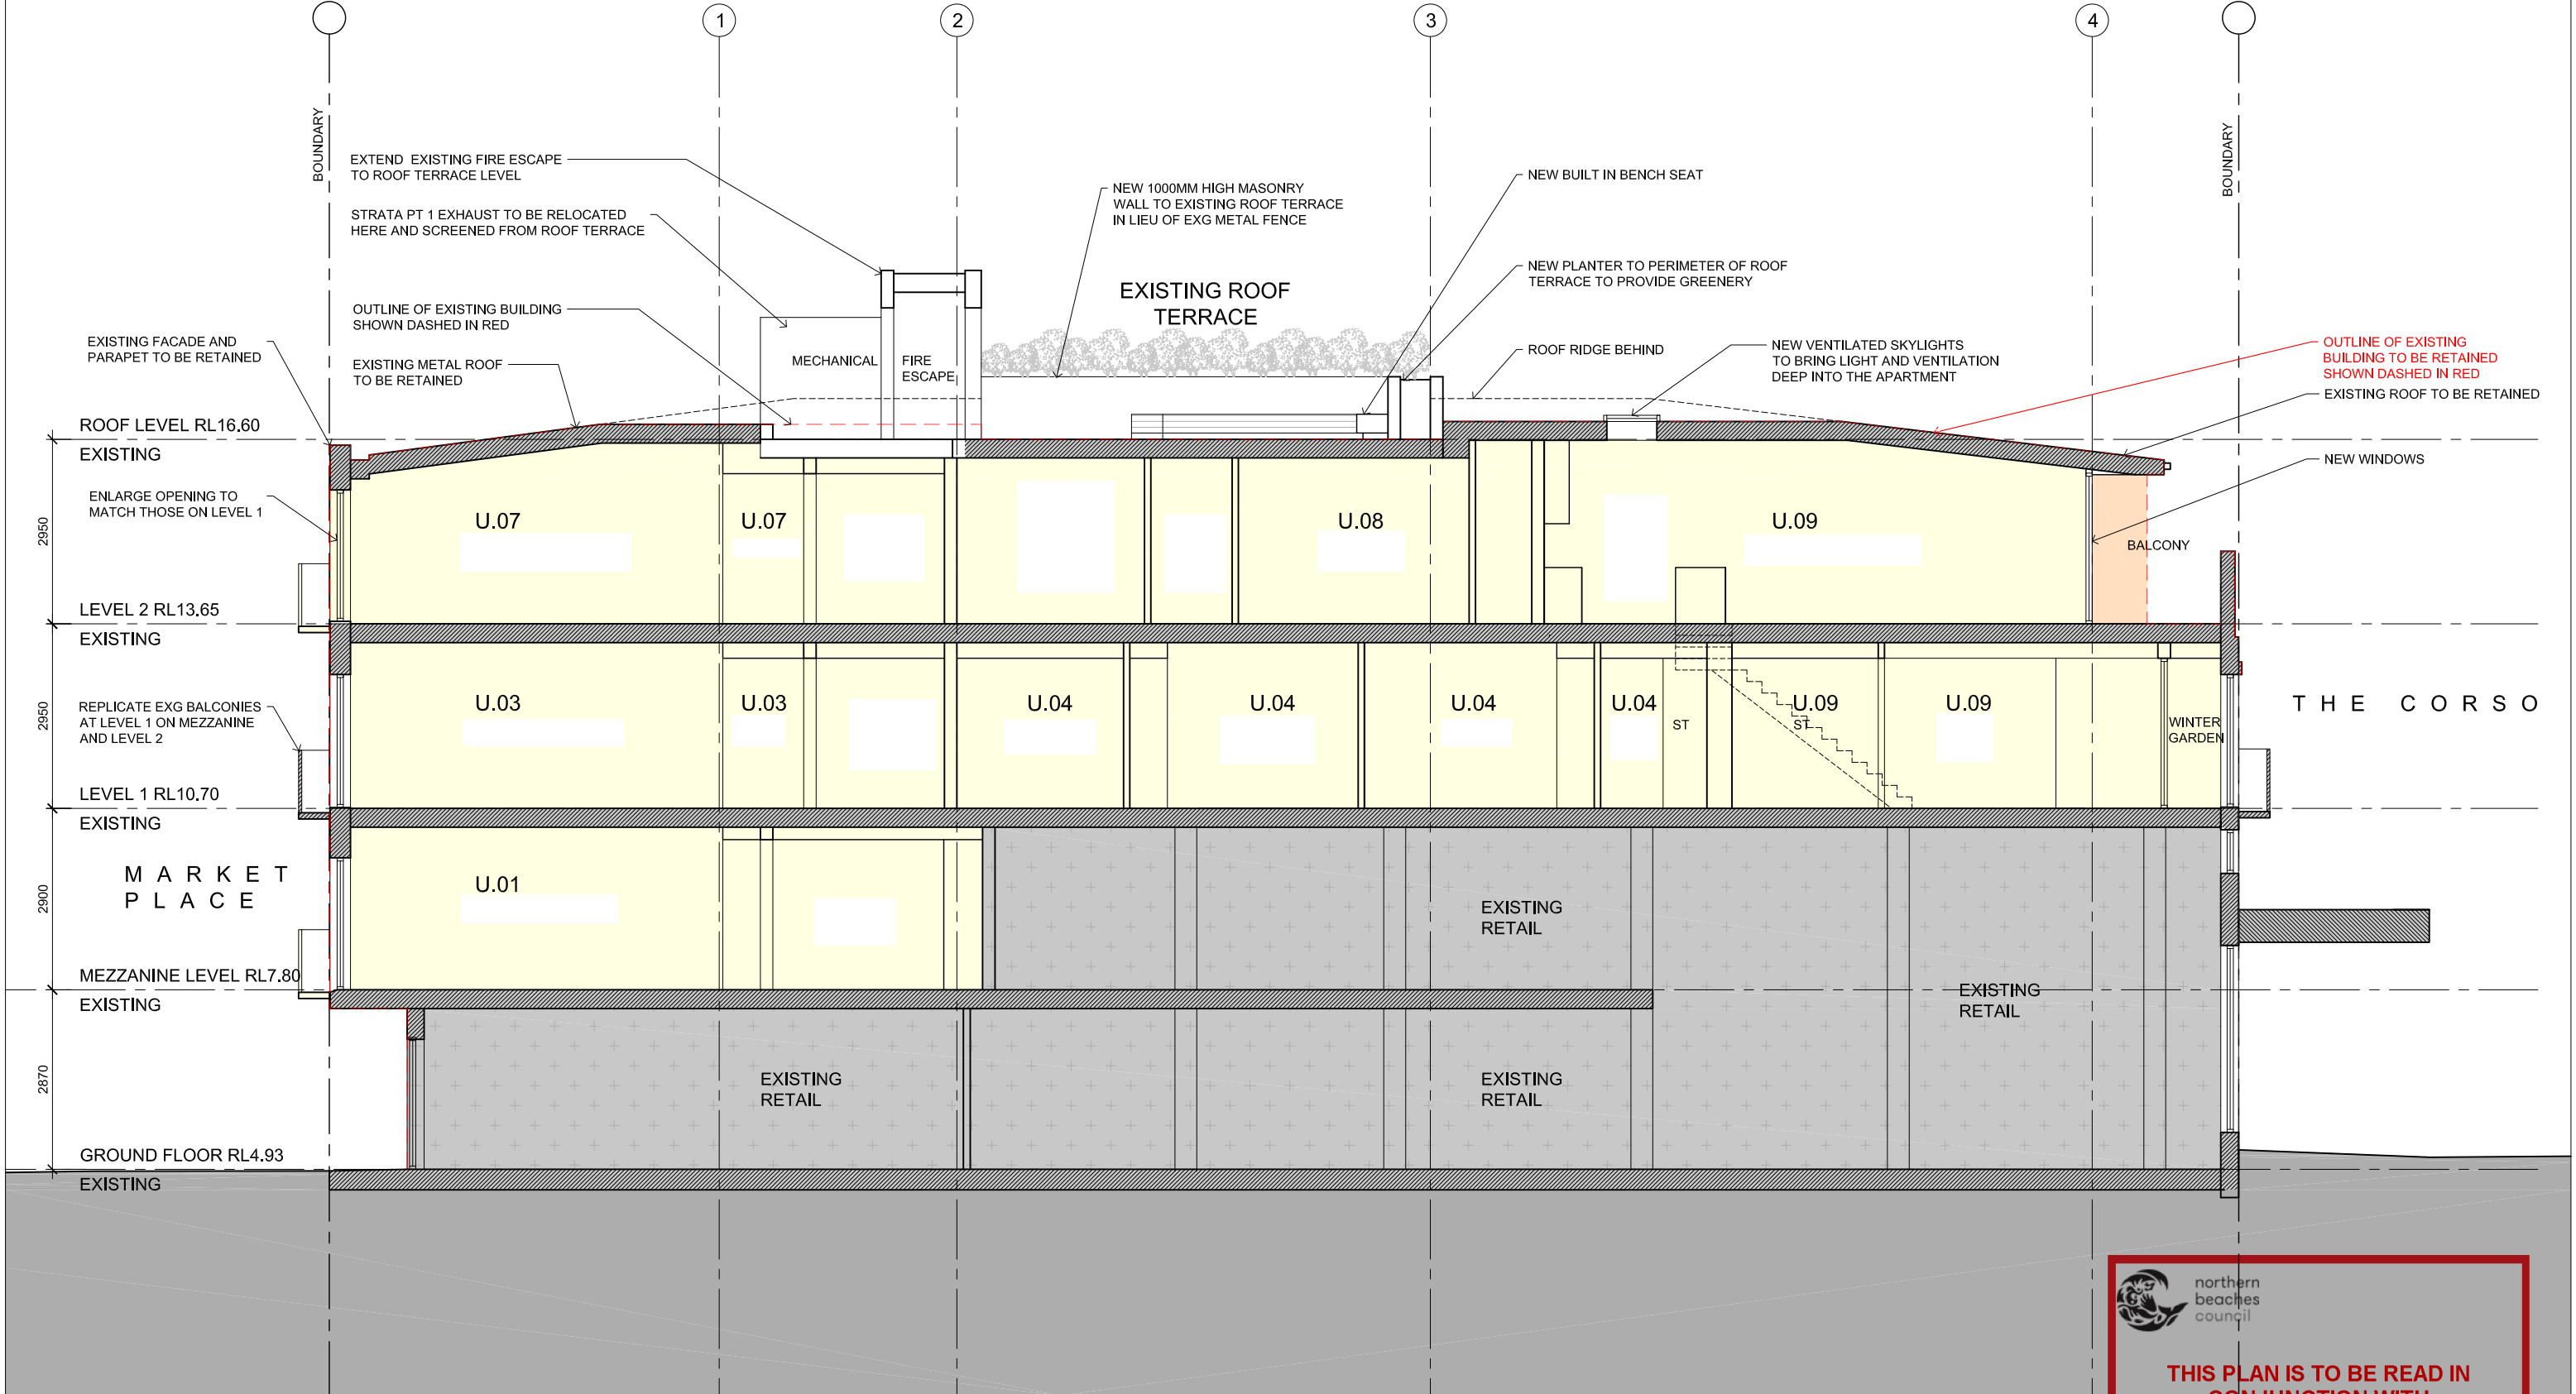 1
2
3
4
BOUNDARY
BOUNDARY
EXTEND EXISTING FIRE ESCAPE
TO ROOF TERRACE LEVEL
STRATA PT 1 EXHAUST TO BE RELOCATED
HERE AND SCREENED FROM ROOF TERRACE
OUTLINE OF EXISTING BUILDING
SHOWN DASHED IN RED
EXISTING FACADE AND
PARAPET TO BE RETAINED
EXISTING METAL ROOF
TO BE RETAINED
NEW 1000MM HIGH MASONRY
WALL TO EXISTING ROOF TERRACE
IN LIEU OF EXG METAL FENCE
EXISTING ROOF
TERRACE
NEW BUILT IN BENCH SEAT
NEW PLANTER TO PERIMETER OF ROOF
TERRACE TO PROVIDE GREENERY
ROOF RIDGE BEHIND
NEW VENTILATED SKYLIGHTS
TO BRING LIGHT AND VENTILATION
DEEP INTO THE APARTMENT
OUTLINE OF EXISTING
BUILDING TO BE RETAINED
SHOWN DASHED IN RED
EXISTING ROOF TO BE RETAINED
NEW WINDOWS
MECHANICAL
FIRE
ESCAPE
ROOF LEVEL RL16.60
EXISTING
ENLARGE OPENING TO
MATCH THOSE ON LEVEL 1
2950
U.07
U.07
U.08
U.09
BALCONY
LEVEL 2 RL13.65
EXISTING
REPLICATE EXG BALCONIES
AT LEVEL 1 ON MEZZANINE
AND LEVEL 2
2950
U.03
U.03
U.04
U.04
U.04
U.04
ST
U.09
ST
U.09
WINTER
GARDEN
THE CORSO
LEVEL 1 RL10.70
EXISTING
MARKET
PLACE
2900
U.01
EXISTING
RETAIL
MEZZANINE LEVEL RL7.80
EXISTING
EXISTING
RETAIL
2870
EXISTING
RETAIL
EXISTING
RETAIL
GROUND FLOOR RL4.93
EXISTING
northern
beaches
council
THIS PLAN IS TO BE READ IN
CONJUNCTION WITH